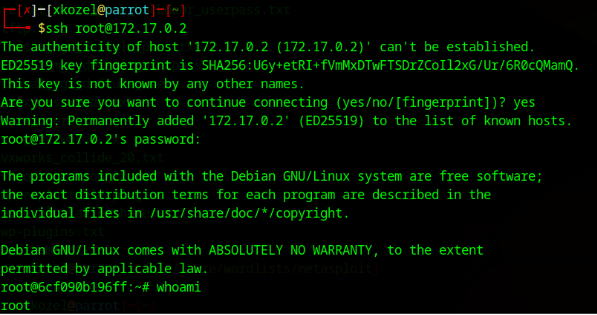 [✗]─[xkozel@parrot]─[~]
$ssh root@172.17.0.2
The authenticity of host '172.17.0.2 (172.17.0.2)' can't be established.
ED25519 key fingerprint is SHA256:U6y+etRI+fVmMxDTwFTSDrZCoIl2xG/Ur/6R0cQMamQ.
This key is not known by any other names.
Are you sure you want to continue connecting (yes/no/[fingerprint])? yes
Warning: Permanently added '172.17.0.2' (ED25519) to the list of known hosts.
root@172.17.0.2's password:
vxworks_collide_20.txt
The programs included with the Debian GNU/Linux system are free software;
the exact distribution terms for each program are described in the
individual files in /usr/share/doc/*/copyright.
wp-plugins.txt
Debian GNU/Linux comes with ABSOLUTELY NO WARRANTY, to the extent
permitted by applicable law.
root@6cf090b196ff:~# whoami
root